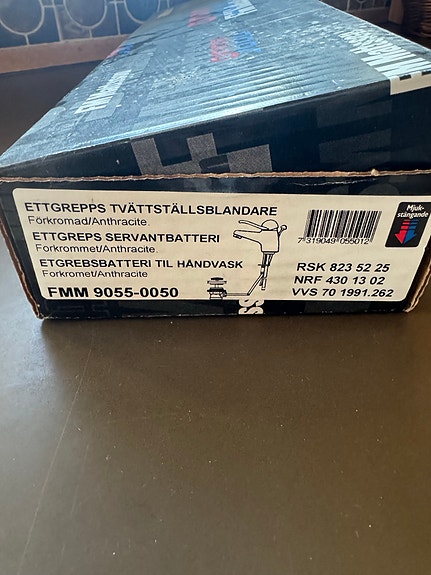 ETTGREPPS TVÄTTSTÄLLSBLANDARE
Förkromad/Anthracite.
ETTGREPS SERVANTBATTERI
Forkrommet/Anthracite
ETGREBSBATTERI TIL HÅNDVASK
Forkromet/Anthracite
FMM 9055-0050
7 319049 055012
RSK 823 52 25
NRF 430 13 02
VVS 70 1991.262
Mjuk-
stängande